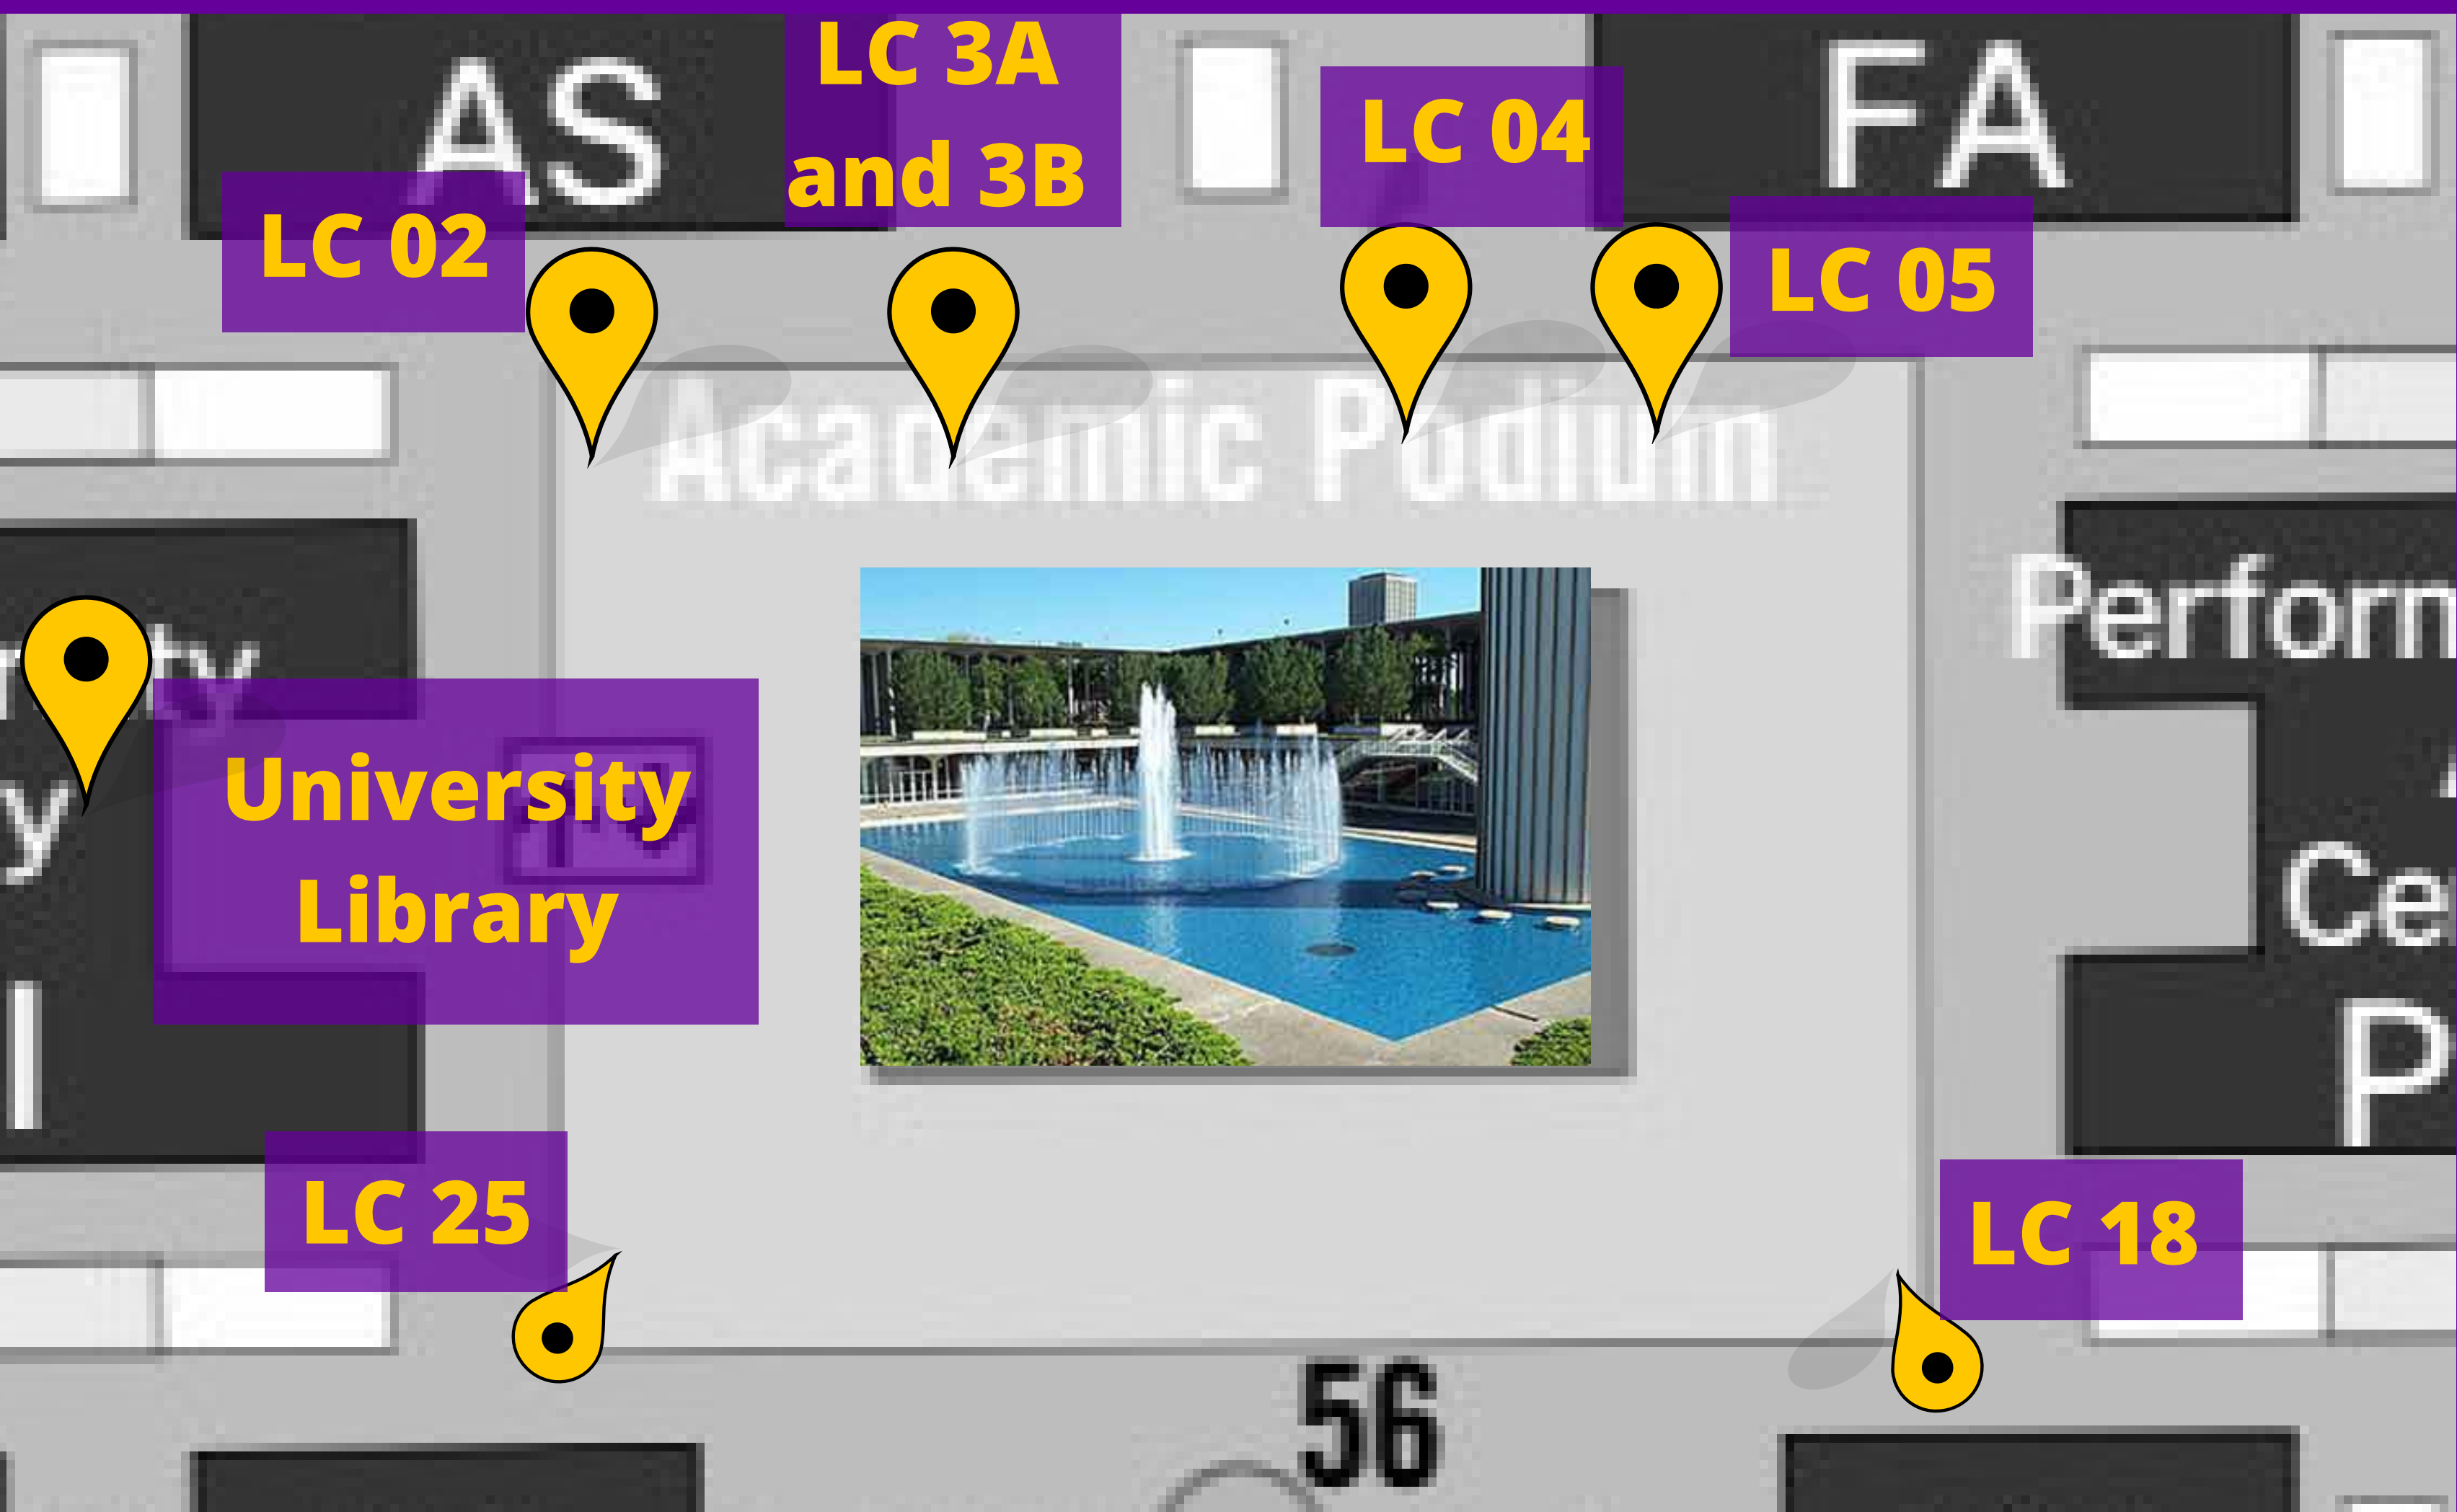 AS
LC 3A
and 3B
LC 04
FA
LC 02
LC 05
Academic Podium
University
Library
LC 25
LC 18
56